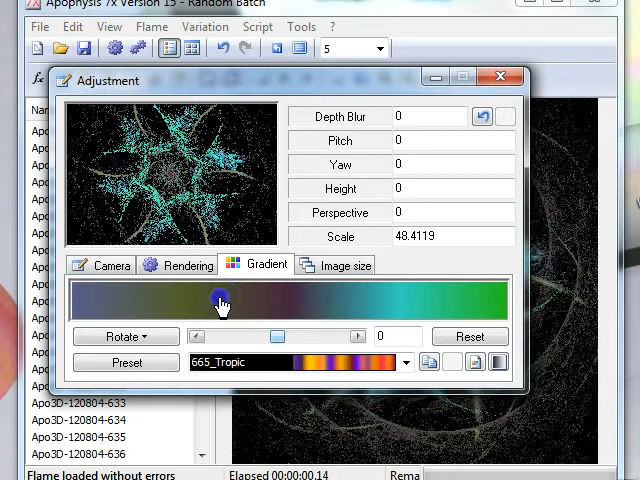 Apophysis 7x Version 15 - Random Batch
File Edit View Flame Variation Script Tools
5
Adjustment
Depth Blur 0
Pitch 0
Yaw 0
Height 0
Perspective 0
Scale 48.4119
Camera Rendering Gradient Image size
Rotate 0 Reset
Preset 665_Tropic
Apo3D-120804-633
Apo3D-120804-634
Apo3D-120804-635
Apo3D-120804-636
Flame loaded without errors Elapsed 00:00:00.14 Rema